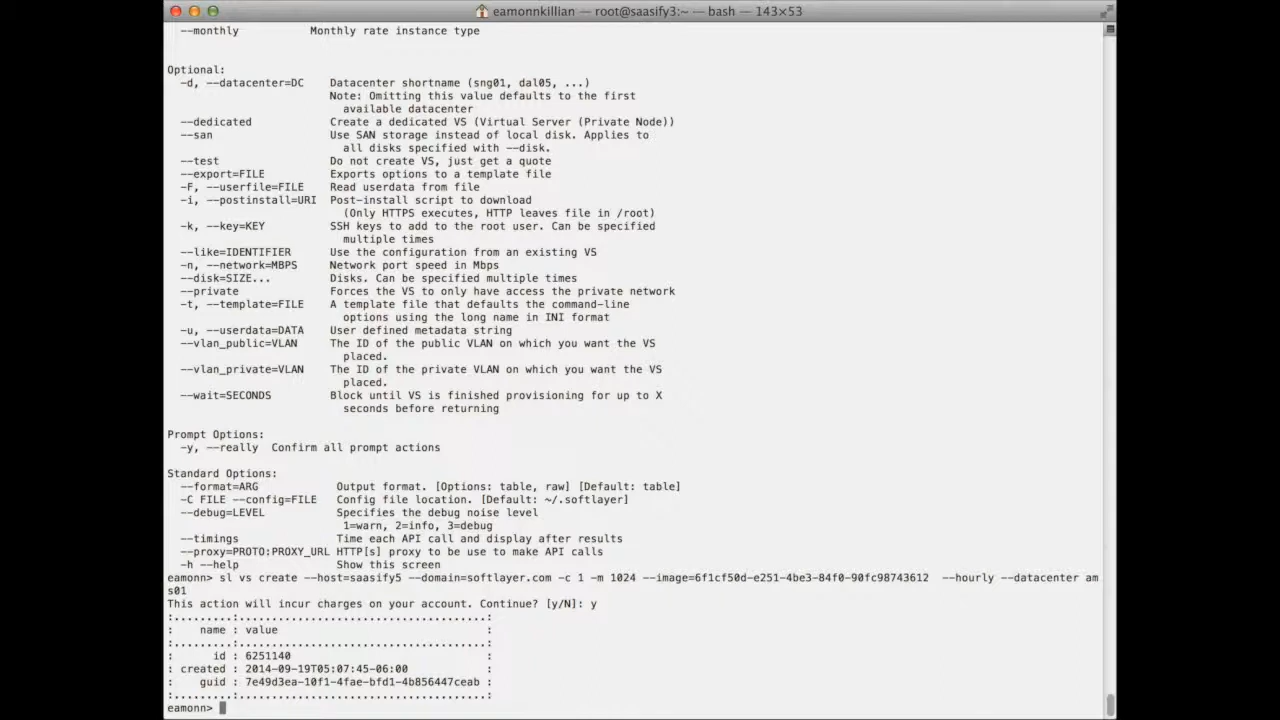 eamonnkillian — root@saasify3:~ — bash — 143×53
--monthly Monthly rate instance type
Optional:
-d, --datacenter=DC Datacenter shortname (sng01, dal05, ...)
Note: Omitting this value defaults to the first
available datacenter
--dedicated Create a dedicated VS (Virtual Server (Private Node))
--san Use SAN storage instead of local disk. Applies to
all disks specified with --disk.
--test Do not create VS, just get a quote
--export=FILE Exports options to a template file
-F, --userfile=FILE Read userdata from file
-i, --postinstall=URI Post-install script to download
(Only HTTPS executes, HTTP leaves file in /root)
-k, --key=KEY SSH keys to add to the root user. Can be specified
multiple times
--like=IDENTIFIER Use the configuration from an existing VS
-n, --network=MBPS Network port speed in Mbps
--disk=SIZE... Disks. Can be specified multiple times
--private Forces the VS to only have access the private network
-t, --template=FILE A template file that defaults the command-line
options using the long name in INI format
-u, --userdata=DATA User defined metadata string
--vlan_public=VLAN The ID of the public VLAN on which you want the VS
placed.
--vlan_private=VLAN The ID of the private VLAN on which you want the VS
placed.
--wait=SECONDS Block until VS is finished provisioning for up to X
seconds before returning
Prompt Options:
-y, --really Confirm all prompt actions
Standard Options:
--format=ARG Output format. [Options: table, raw] [Default: table]
-C FILE --config=FILE Config file location. [Default: ~/.softlayer]
--debug=LEVEL Specifies the debug noise level
1=warn, 2=info, 3=debug
--timings Time each API call and display after results
--proxy=PROTO:PROXY_URL HTTP[s] proxy to be use to make API calls
-h --help Show this screen
eamonn> sl vs create --host=saasify5 --domain=softlayer.com -c 1 -m 1024 --image=6f1cf50d-e251-4be3-84f0-90fc98743612 --hourly --datacenter am
s01
This action will incur charges on your account. Continue? [y/N]: y
:.........:......................................:
: name : value :
:.........:......................................:
: id : 6251140 :
: created : 2014-09-19T05:07:45-06:00 :
: guid : 7e49d3ea-10f1-4fae-bfd1-4b856447ceab :
:.........:......................................:
eamonn>